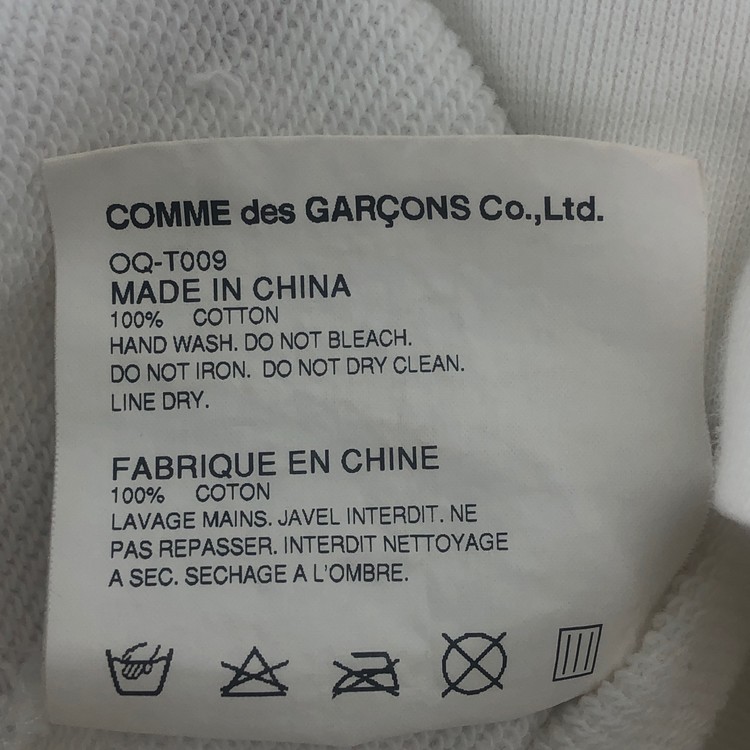 COMME des GARÇONS Co.,Ltd.
OQ-T009
MADE IN CHINA
100% COTTON
HAND WASH. DO NOT BLEACH.
DO NOT IRON. DO NOT DRY CLEAN.
LINE DRY.
FABRIQUE EN CHINE
100% COTON
LAVAGE MAINS. JAVEL INTERDIT. NE
PAS REPASSER. INTERDIT NETTOYAGE
A SEC. SECHAGE A L'OMBRE.